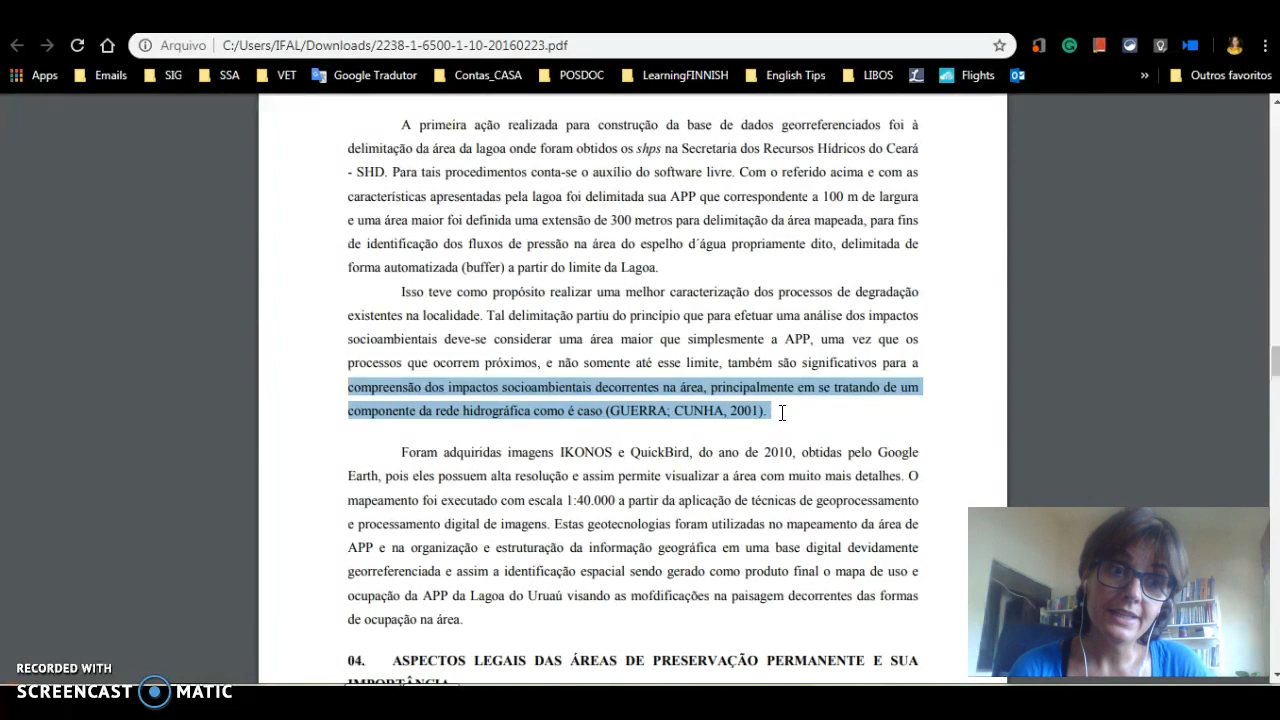 Arquivo C:/Users/IFAL/Downloads/2238-1-6500-1-10-20160223.pdf
Apps Emails SIG SSA VET Google Tradutor Contas_CASA POSDOC LearningFINNISH English Tips LIBOS Flights » Outros favoritos
A primeira ação realizada para construção da base de dados georreferenciados foi à
delimitação da área da lagoa onde foram obtidos os shps na Secretaria dos Recursos Hídricos do Ceará
- SHD. Para tais procedimentos conta-se o auxílio do software livre. Com o referido acima e com as
características apresentadas pela lagoa foi delimitada sua APP que correspondente a 100 m de largura
e uma área maior foi definida uma extensão de 300 metros para delimitação da área mapeada, para fins
de identificação dos fluxos de pressão na área do espelho d´água propriamente dito, delimitada de
forma automatizada (buffer) a partir do limite da Lagoa.
Isso teve como propósito realizar uma melhor caracterização dos processos de degradação
existentes na localidade. Tal delimitação partiu do princípio que para efetuar uma análise dos impactos
socioambientais deve-se considerar uma área maior que simplesmente a APP, uma vez que os
processos que ocorrem próximos, e não somente até esse limite, também são significativos para a
compreensão dos impactos socioambientais decorrentes na área, principalmente em se tratando de um
componente da rede hidrográfica como é caso (GUERRA; CUNHA, 2001).
Foram adquiridas imagens IKONOS e QuickBird, do ano de 2010, obtidas pelo Google
Earth, pois eles possuem alta resolução e assim permite visualizar a área com muito mais detalhes. O
mapeamento foi executado com escala 1:40.000 a partir da aplicação de técnicas de geoprocessamento
e processamento digital de imagens. Estas geotecnologias foram utilizadas no mapeamento da área de
APP e na organização e estruturação da informação geográfica em uma base digital devidamente
georreferenciada e assim a identificação espacial sendo gerado como produto final o mapa de uso e
ocupação da APP da Lagoa do Uruaú visando as mofdificações na paisagem decorrentes das formas
de ocupação na área.
04. ASPECTOS LEGAIS DAS ÁREAS DE PRESERVAÇÃO PERMANENTE E SUA
IMPORTÂNCIA
RECORDED WITH
SCREENCAST MATIC